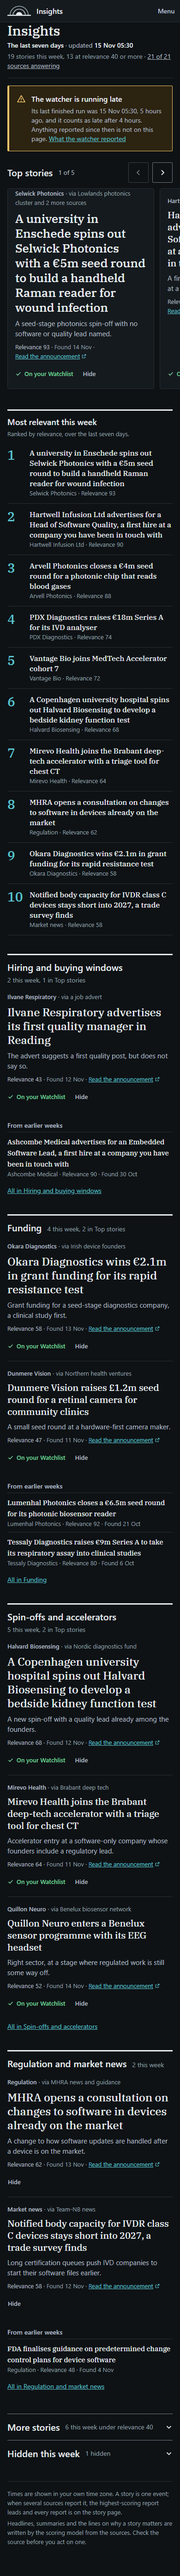 Insights
Menu
Insights
The last seven days · updated 15 Nov 05:30
19 stories this week, 13 at relevance 40 or more · 21 of 21
sources answering
The watcher is running late
Its last finished run was 15 Nov 05:30, 5 hours
ago, and it counts as late after 4 hours.
Anything reported since then is not on this
page. What the watcher reported
Top stories 1 of 5
Selwick Photonics · via Lowlands photonics
cluster and 2 more sources
A university in
Enschede spins out
Selwick Photonics
with a €5m seed round
to build a handheld
Raman reader for
wound infection
A seed-stage photonics spin-off with no
software or quality lead named.
Relevance 93 · Found 14 Nov ·
Read the announcement
On your Watchlist
Hide
Most relevant this week
Ranked by relevance, over the last seven days.
1
A university in Enschede spins out
Selwick Photonics with a €5m seed
round to build a handheld Raman
reader for wound infection
Selwick Photonics · Relevance 93
2
Hartwell Infusion Ltd advertises for a
Head of Software Quality, a first hire at a
company you have been in touch with
Hartwell Infusion Ltd · Relevance 90
3
Arvell Photonics closes a €4m seed
round for a photonic chip that reads
blood gases
Arvell Photonics · Relevance 88
4
PDX Diagnostics raises €18m Series A
for its IVD analyser
PDX Diagnostics · Relevance 74
5
Vantage Bio joins MedTech Accelerator
cohort 7
Vantage Bio · Relevance 72
6
A Copenhagen university hospital spins
out Halvard Biosensing to develop a
bedside kidney function test
Halvard Biosensing · Relevance 68
7
Mirevo Health joins the Brabant deep-
tech accelerator with a triage tool for
chest CT
Mirevo Health · Relevance 64
8
MHRA opens a consultation on changes
to software in devices already on the
market
Regulation · Relevance 62
9
Okara Diagnostics wins €2.1m in grant
funding for its rapid resistance test
Okara Diagnostics · Relevance 58
10
Notified body capacity for IVDR class C
devices stays short into 2027, a trade
survey finds
Market news · Relevance 58
Hiring and buying windows
2 this week, 1 in Top stories
Ilvane Respiratory · via a job advert
Ilvane Respiratory advertises
its first quality manager in
Reading
The advert suggests a first quality post, but does not
say so.
Relevance 43 · Found 12 Nov · Read the announcement
On your Watchlist
Hide
From earlier weeks
Ashcombe Medical advertises for an Embedded
Software Lead, a first hire at a company you have
been in touch with
Ashcombe Medical · Relevance 90 · Found 30 Oct
All in Hiring and buying windows
Funding 4 this week, 2 in Top stories
Okara Diagnostics · via Irish device founders
Okara Diagnostics wins €2.1m
in grant funding for its rapid
resistance test
Grant funding for a seed-stage diagnostics company,
a clinical study first.
Relevance 58 · Found 13 Nov · Read the announcement
On your Watchlist
Hide
Dunmere Vision · via Northern health ventures
Dunmere Vision raises £1.2m seed
round for a retinal camera for
community clinics
A small seed round at a hardware-first camera maker.
Relevance 47 · Found 11 Nov · Read the announcement
On your Watchlist
Hide
From earlier weeks
Lumenhal Photonics closes a €6.5m seed round
for its photonic biosensor reader
Lumenhal Photonics · Relevance 92 · Found 21 Oct
Tessaly Diagnostics raises €9m Series A to take
its respiratory assay into clinical studies
Tessaly Diagnostics · Relevance 80 · Found 6 Oct
All in Funding
Spin-offs and accelerators
5 this week, 2 in Top stories
Halvard Biosensing · via Nordic diagnostics fund
A Copenhagen university
hospital spins out Halvard
Biosensing to develop a
bedside kidney function test
A new spin-off with a quality lead already among the
founders.
Relevance 68 · Found 12 Nov · Read the announcement
On your Watchlist
Hide
Mirevo Health · via Brabant deep tech
Mirevo Health joins the Brabant
deep-tech accelerator with a triage
tool for chest CT
Accelerator entry at a software-only company whose
founders include a regulatory lead.
Relevance 64 · Found 11 Nov · Read the announcement
On your Watchlist
Hide
Quillon Neuro · via Benelux biosensor network
Quillon Neuro enters a Benelux
sensor programme with its EEG
headset
Right sector, at a stage where regulated work is still
some way off.
Relevance 52 · Found 14 Nov · Read the announcement
On your Watchlist
Hide
All in Spin-offs and accelerators
Regulation and market news 2 this week
Regulation · via MHRA news and guidance
MHRA opens a consultation on
changes to software in devices
already on the market
A change to how software updates are handled after
a device is on the market.
Relevance 62 · Found 13 Nov · Read the announcement
Hide
Market news · via Team-NB news
Notified body capacity for IVDR class
C devices stays short into 2027, a
trade survey finds
Long certification queues push IVD companies to
start their software files earlier.
Relevance 58 · Found 12 Nov · Read the announcement
Hide
From earlier weeks
FDA finalises guidance on predetermined change
control plans for device software
Regulation · Relevance 48 · Found 4 Nov
All in Regulation and market news
More stories 6 this week under relevance 40
Hidden this week 1 hidden
Times are shown in your own time zone. A story is one event;
when several sources report it, the highest-scoring report
leads and every report is on the story page.
Headlines, summaries and the lines on why a story matters are
written by the scoring model from the sources. Check the
source before you act on one.